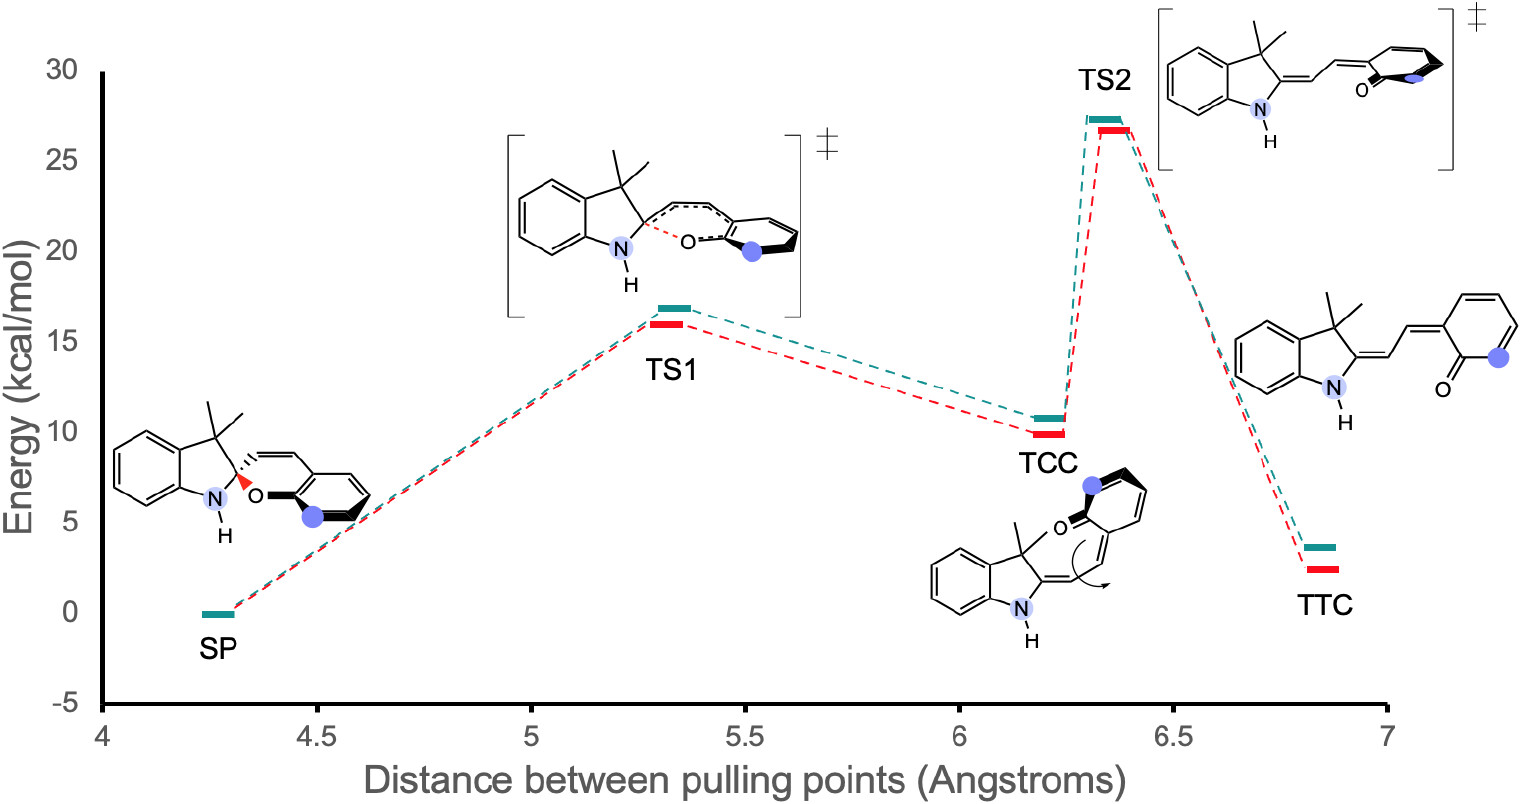 TS2
‡
O
N
H
30
25
20
15
10
5
0
-5
Energy (kcal/mol)
‡
N
O
H
TS1
TCC
O
N
H
N
O
H
SP
N
O
H
TTC
4
4.5
5
5.5
6
6.5
7
Distance between pulling points (Angstroms)